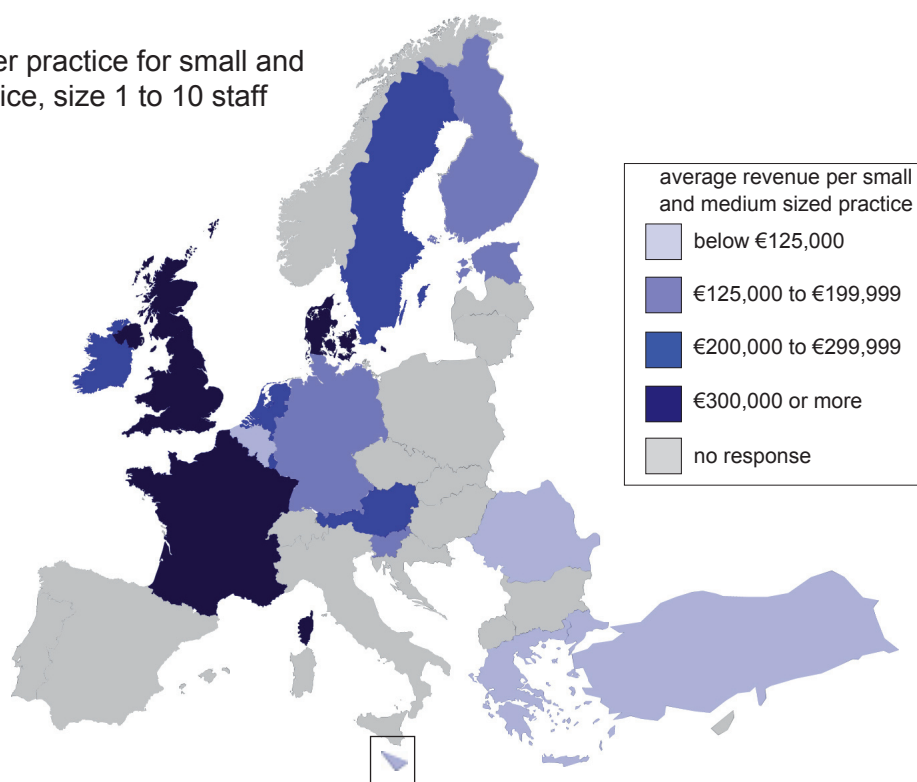 er practice for small and
ice, size 1 to 10 staff
average revenue per small
and medium sized practice
below €125,000
€125,000 to €199,999
€200,000 to €299,999
€300,000 or more
no response